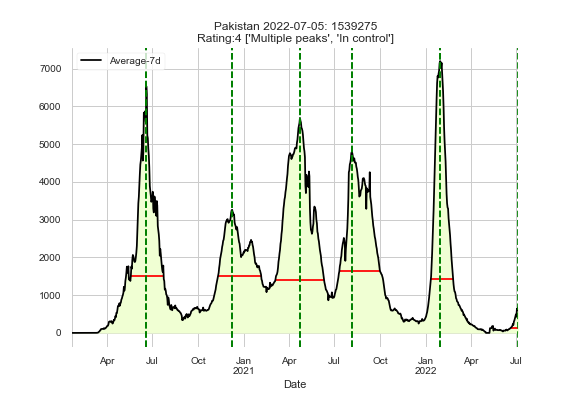 Pakistan 2022-07-05: 1539275
Rating:4 ['Multiple peaks', 'In control']
Average-7d
7000
6000
5000
4000
3000
2000
1000
0
Apr Jul Oct Jan Apr Jul Oct Jan Apr Jul
2021 2022
Date